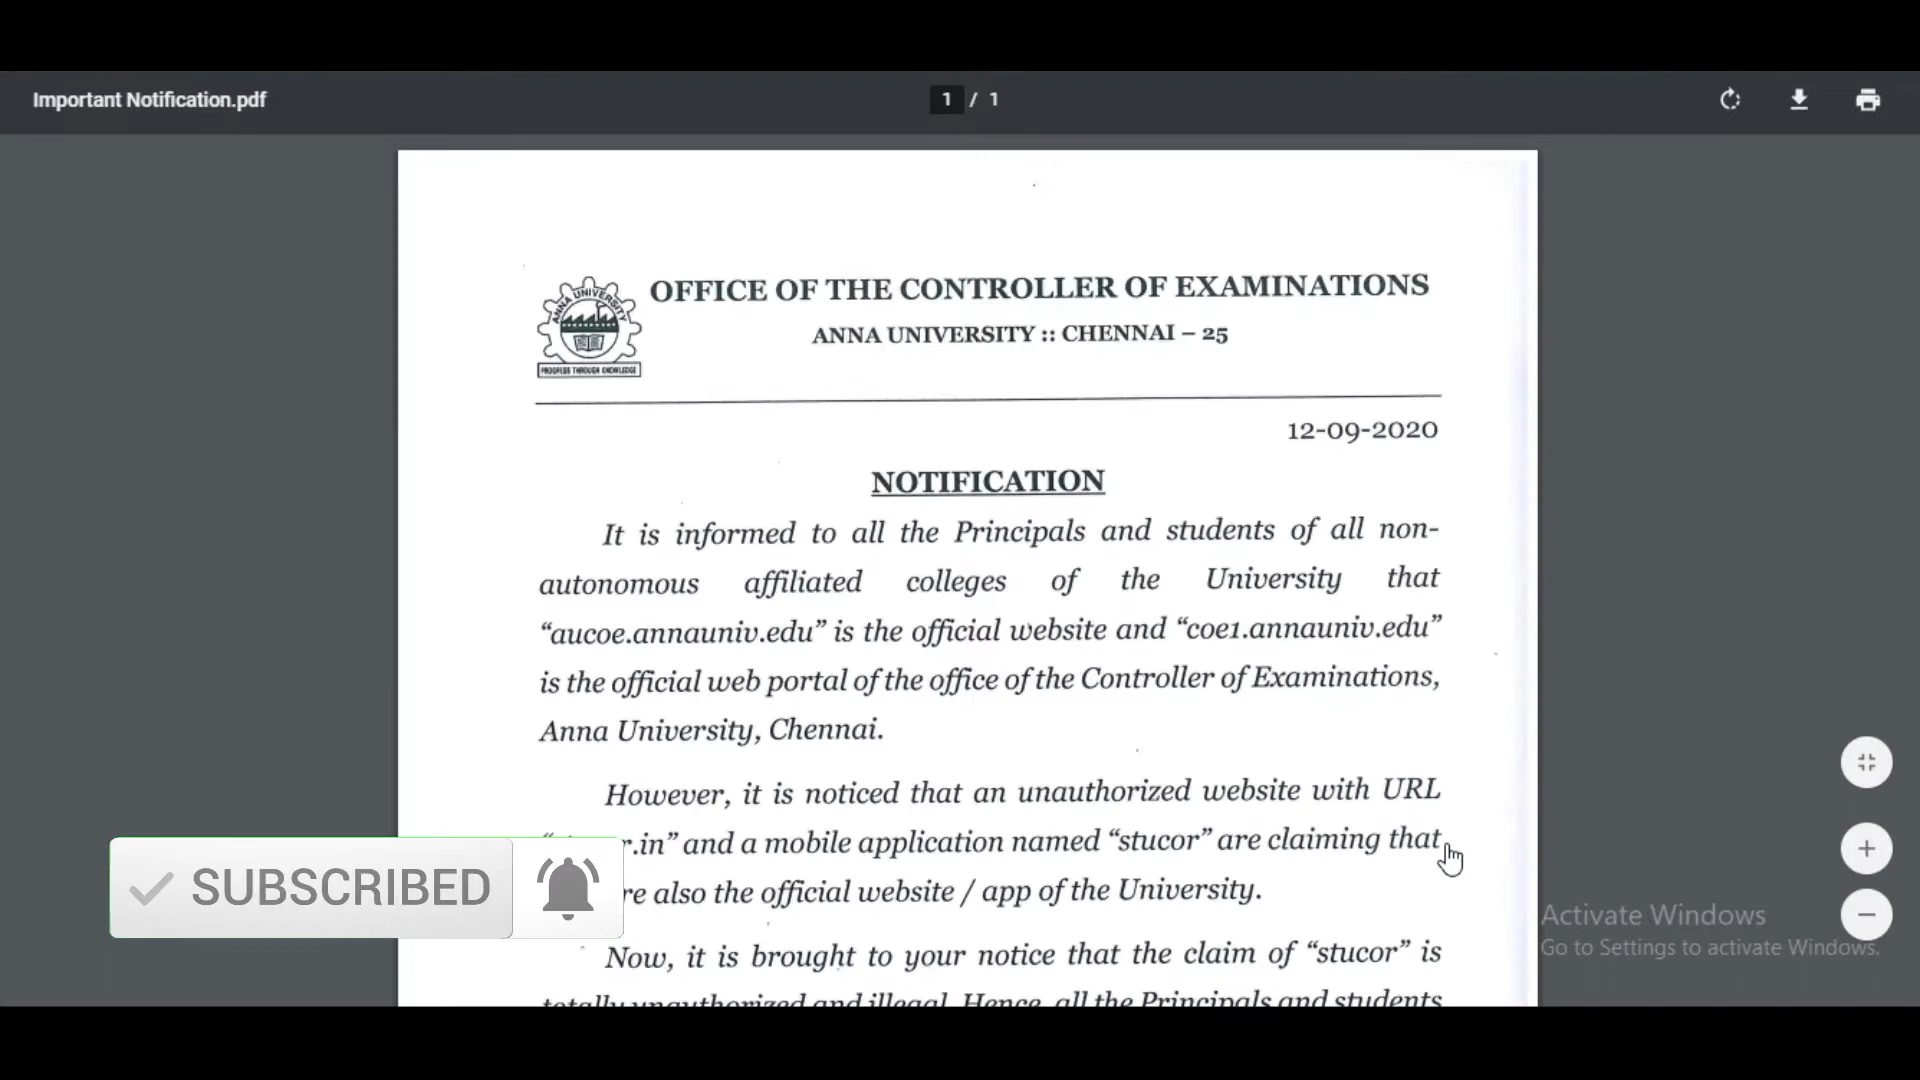 Important Notification.pdf
1 / 1
ANNA UNIVERSITY
PROGRESS THROUGH KNOWLEDGE
OFFICE OF THE CONTROLLER OF EXAMINATIONS
ANNA UNIVERSITY :: CHENNAI – 25
12-09-2020
NOTIFICATION
It is informed to all the Principals and students of all non-
autonomous affiliated colleges of the University that
“aucoe.annauniv.edu” is the official website and “coe1.annauniv.edu”
is the official web portal of the office of the Controller of Examinations,
Anna University, Chennai.
However, it is noticed that an unauthorized website with URL
r.in” and a mobile application named “stucor” are claiming that
re also the official website / app of the University.
Now, it is brought to your notice that the claim of “stucor” is
totally unauthorized and illegal. Hence, all the Principals and students
SUBSCRIBED
Activate Windows
Go to Settings to activate Windows.